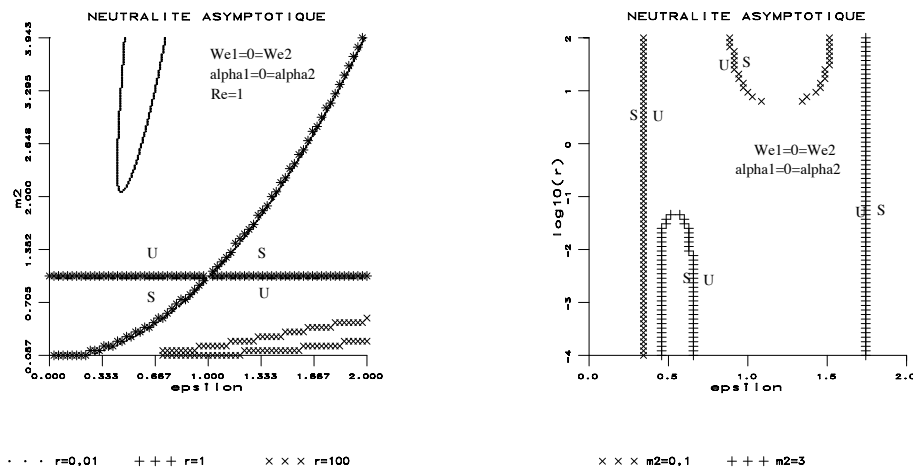 NEUTRALITE ASYMPTOTIQUE
m2
3.943
3.295
2.648
2.000
1.352
0.705
0.057
We1=0=We2
alpha1=0=alpha2
Re=1
U
S
S
U
0.000 0.333 0.667 1.000 1.333 1.667 2.000
epsilon
· · · r=0,01 + + + r=1 × × × r=100
NEUTRALITE ASYMPTOTIQUE
log10(r)
2
1
0
-1
-2
-3
-4
U S
S U
We1=0=We2
alpha1=0=alpha2
U S
S U
0.0 0.5 1.0 1.5 2.0
epsilon
× × × m2=0,1 + + + m2=3